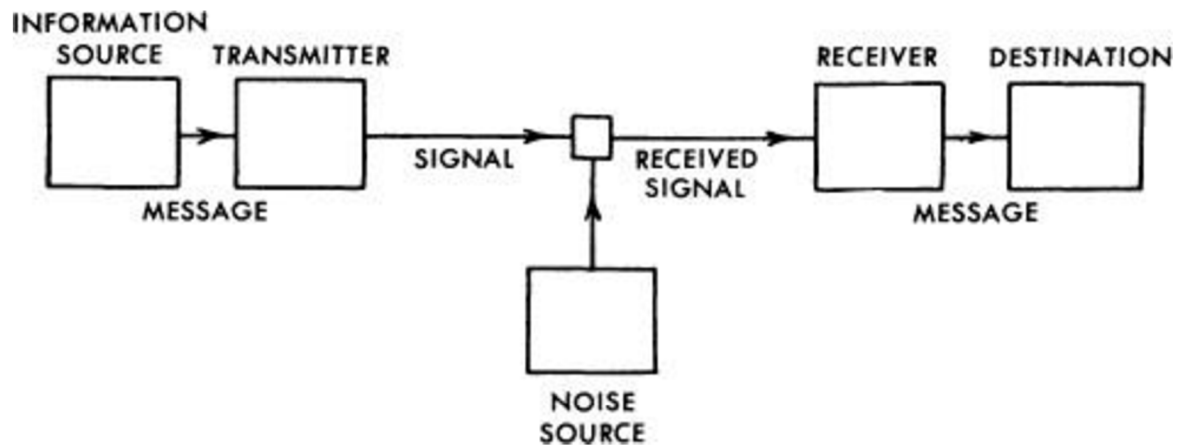 INFORMATION
SOURCE
TRANSMITTER
RECEIVER
DESTINATION
SIGNAL
RECEIVED
SIGNAL
MESSAGE
MESSAGE
NOISE
SOURCE